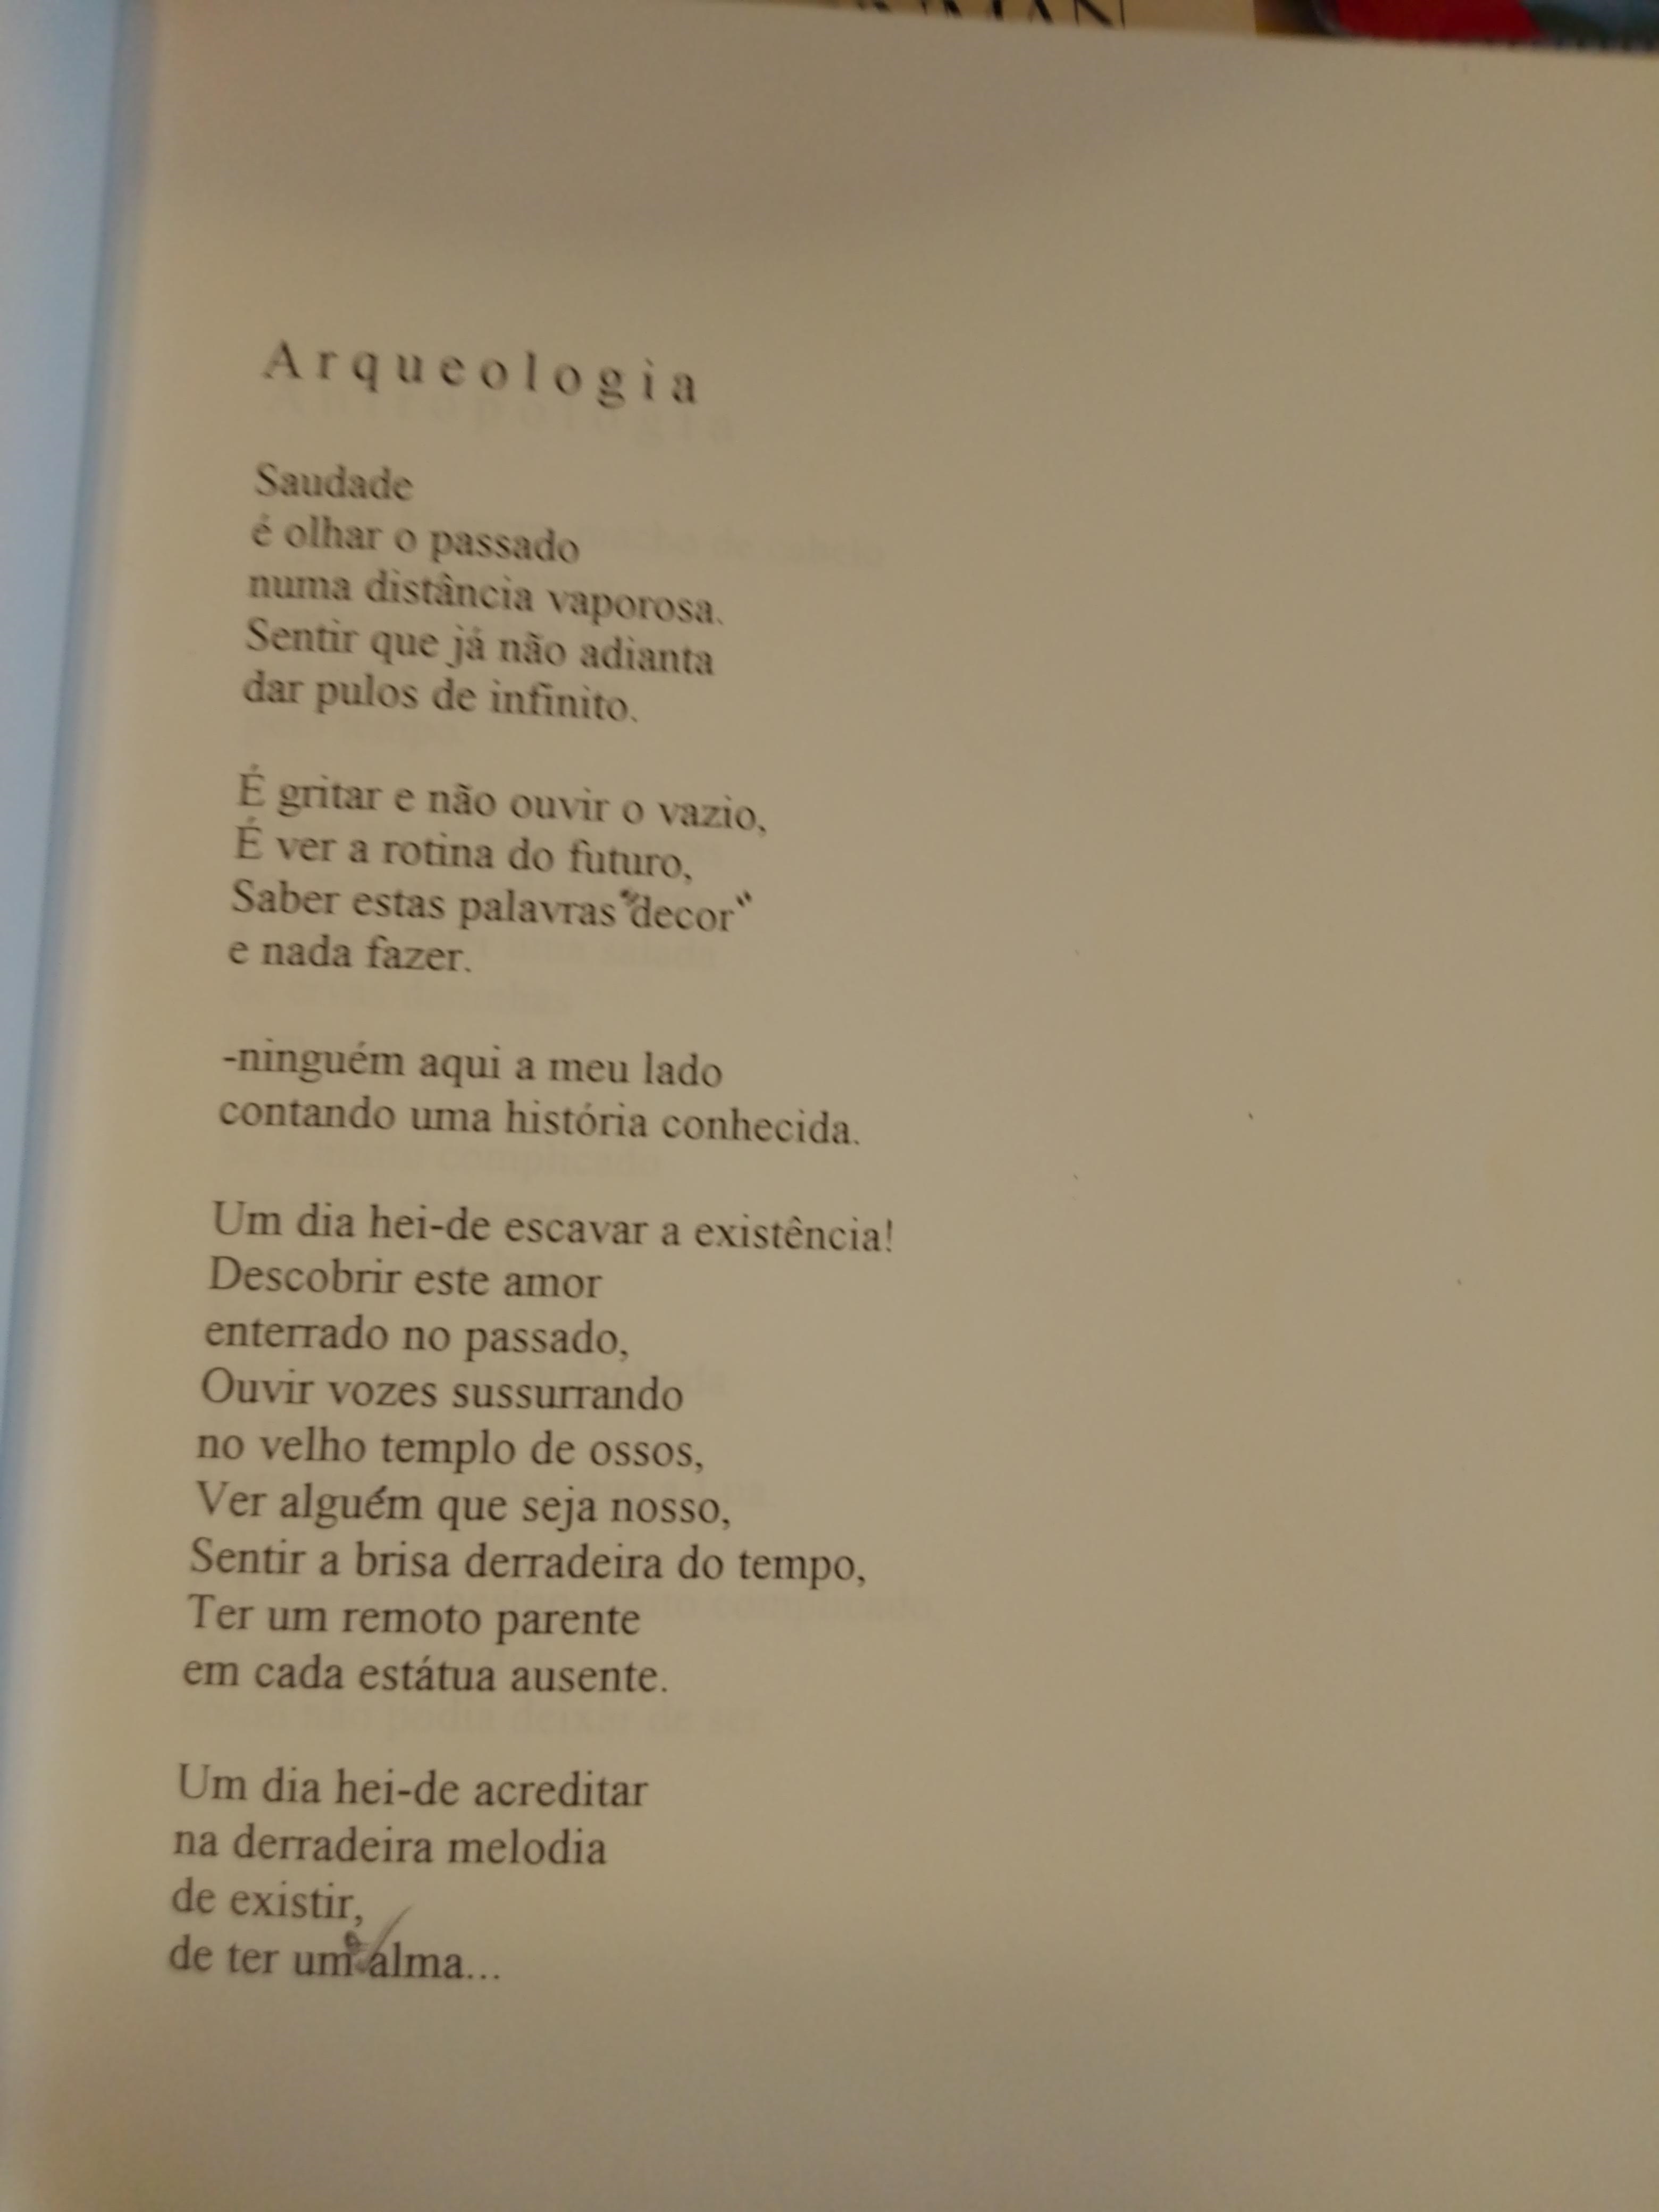 Arqueologia
Saudade
é olhar o passado
numa distância vaporosa.
Sentir que já não adianta
dar pulos de infinito.
É gritar e não ouvir o vazio,
É ver a rotina do futuro,
Saber estas palavras "decor"
e nada fazer.
-ninguém aqui a meu lado
contando uma história conhecida.
Um dia hei-de escavar a existência!
Descobrir este amor
enterrado no passado,
Ouvir vozes sussurrando
no velho templo de ossos,
Ver alguém que seja nosso,
Sentir a brisa derradeira do tempo,
Ter um remoto parente
em cada estátua ausente.
Um dia hei-de acreditar
na derradeira melodia
de existir,
de ter uma alma...